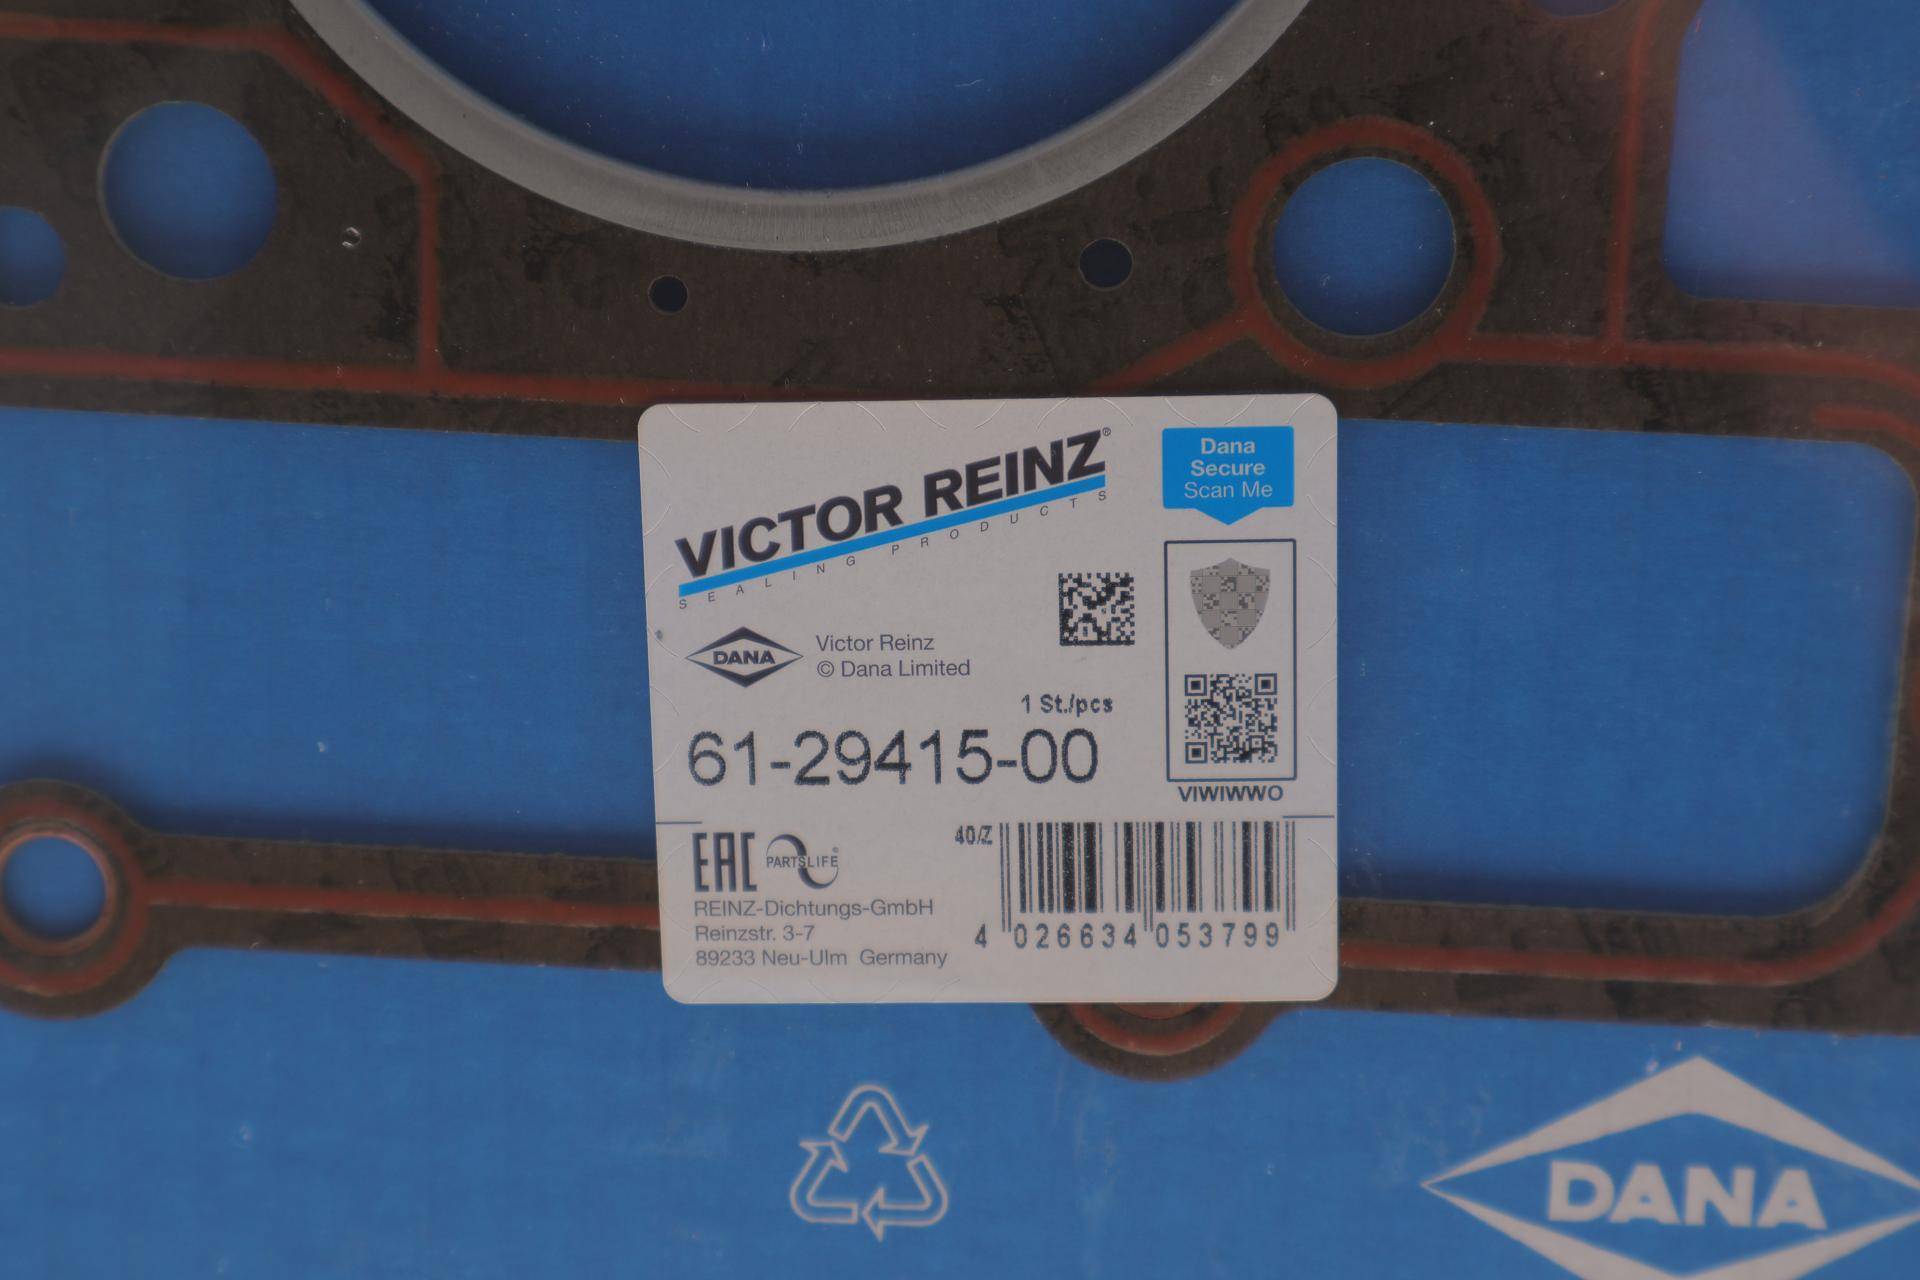 VICTOR REINZ®
SEALING PRODUCTS
Dana
Secure
Scan Me
DANA
Victor Reinz
© Dana Limited
1 St./pcs
61-29415-00
VIWIWWO
EAC
PARTSLIFE®
40/Z
REINZ-Dichtungs-GmbH
Reinzstr. 3-7
89233 Neu-Ulm Germany
4 026634 053799
DANA